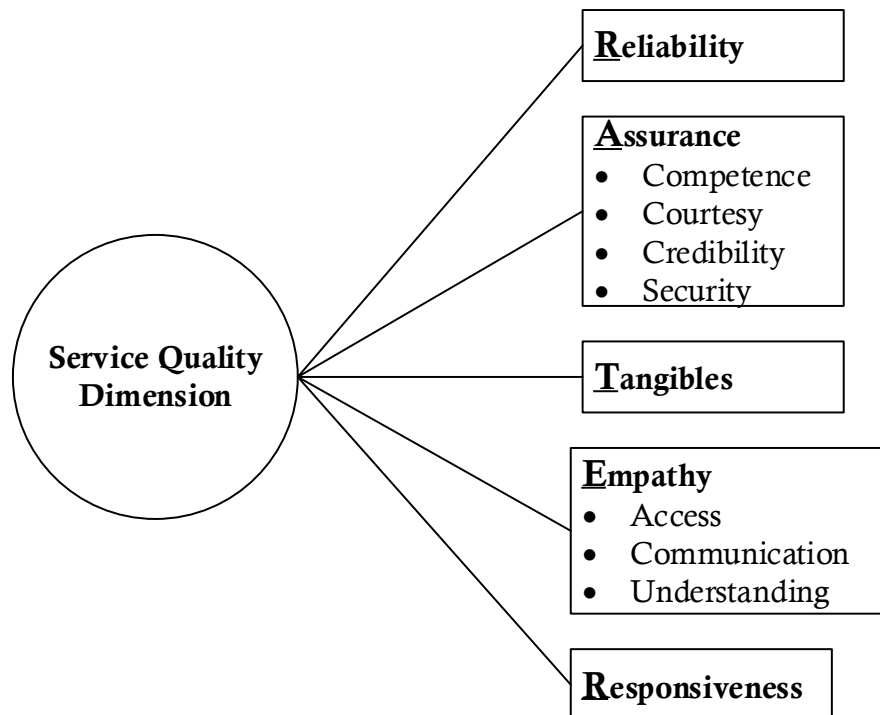 Reliability
Assurance
• Competence
• Courtesy
• Credibility
• Security
Service Quality
Dimension
Tangibles
Empathy
• Access
• Communication
• Understanding
Responsiveness